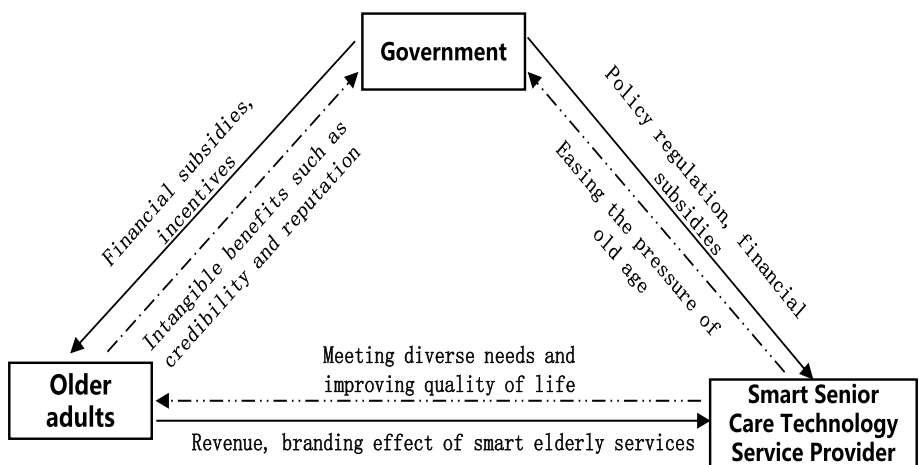 Government
Financial subsidies,
incentives
Intangible benefits such as
credibility and reputation
Policy regulation, financial
subsidies
Easing the pressure of
old age
Meeting diverse needs and
improving quality of life
Older
adults
Smart Senior
Care Technology
Service Provider
Revenue, branding effect of smart elderly services